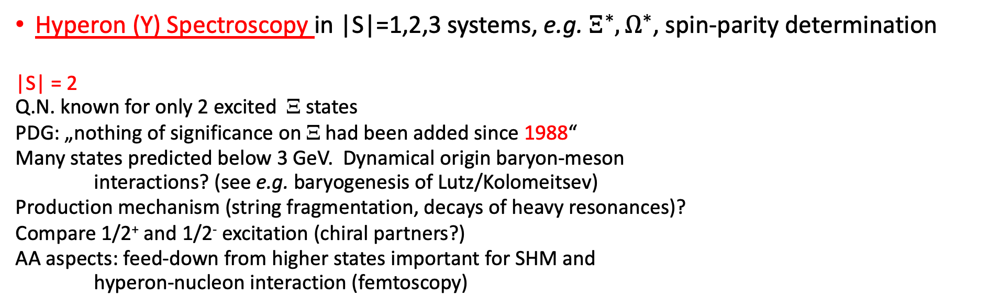 • Hyperon (Y) Spectroscopy in |S|=1,2,3 systems, e.g. Ξ*, Ω*, spin-parity determination
|S| = 2
Q.N. known for only 2 excited Ξ states
PDG: „nothing of significance on Ξ had been added since 1988“
Many states predicted below 3 GeV. Dynamical origin baryon-meson
interactions? (see e.g. baryogenesis of Lutz/Kolomeitsev)
Production mechanism (string fragmentation, decays of heavy resonances)?
Compare 1/2⁺ and 1/2⁻ excitation (chiral partners?)
AA aspects: feed-down from higher states important for SHM and
hyperon-nucleon interaction (femtoscopy)